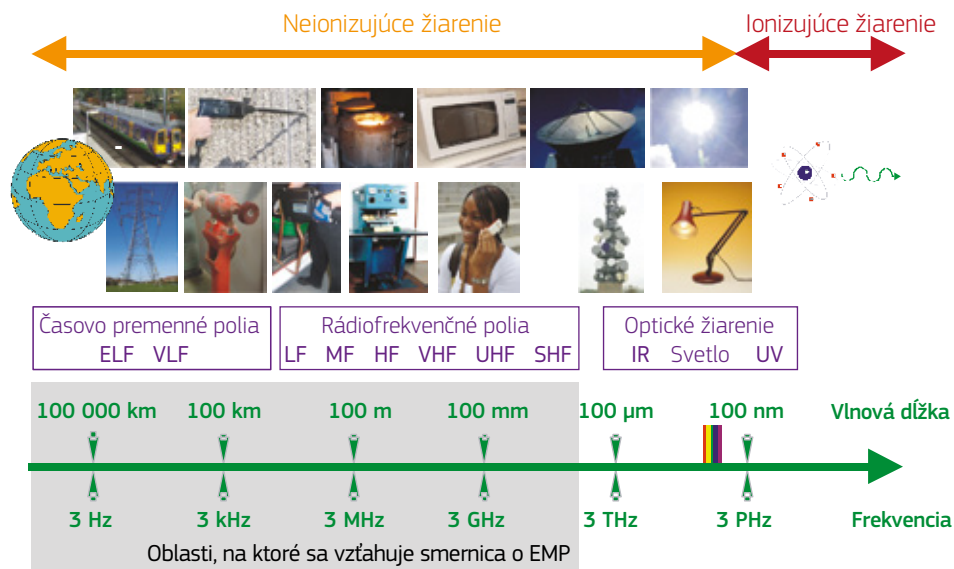 Neionizujúce žiarenie
Ionizujúce žiarenie
Časovo premenné polia
ELF VLF
Rádiofrekvenčné polia
LF MF HF VHF UHF SHF
Optické žiarenie
IR Svetlo UV
100 000 km 100 km 100 m 100 mm 100 µm 100 nm Vlnová dĺžka
3 Hz 3 kHz 3 MHz 3 GHz 3 THz 3 PHz Frekvencia
Oblasti, na ktoré sa vzťahuje smernica o EMP